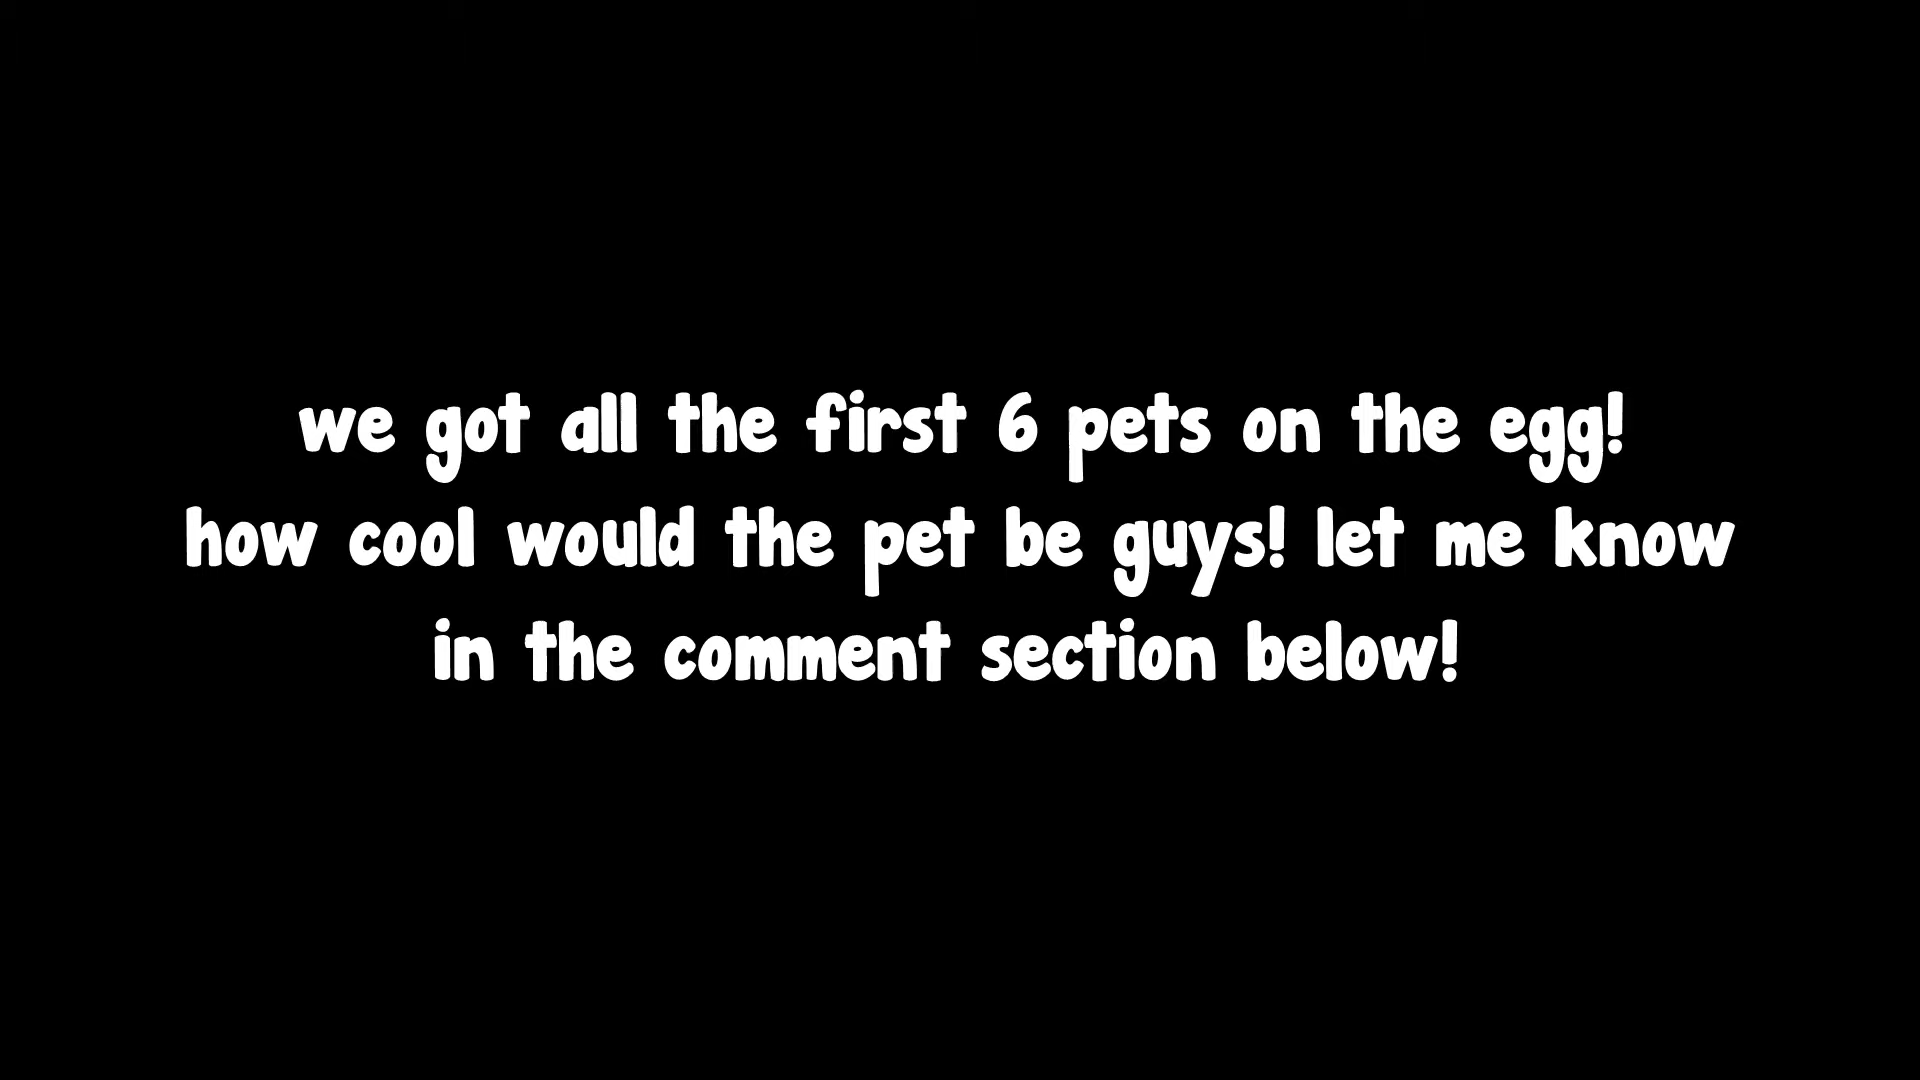 we got all the first 6 pets on the egg!
how cool would the pet be guys! let me know
in the comment section below!